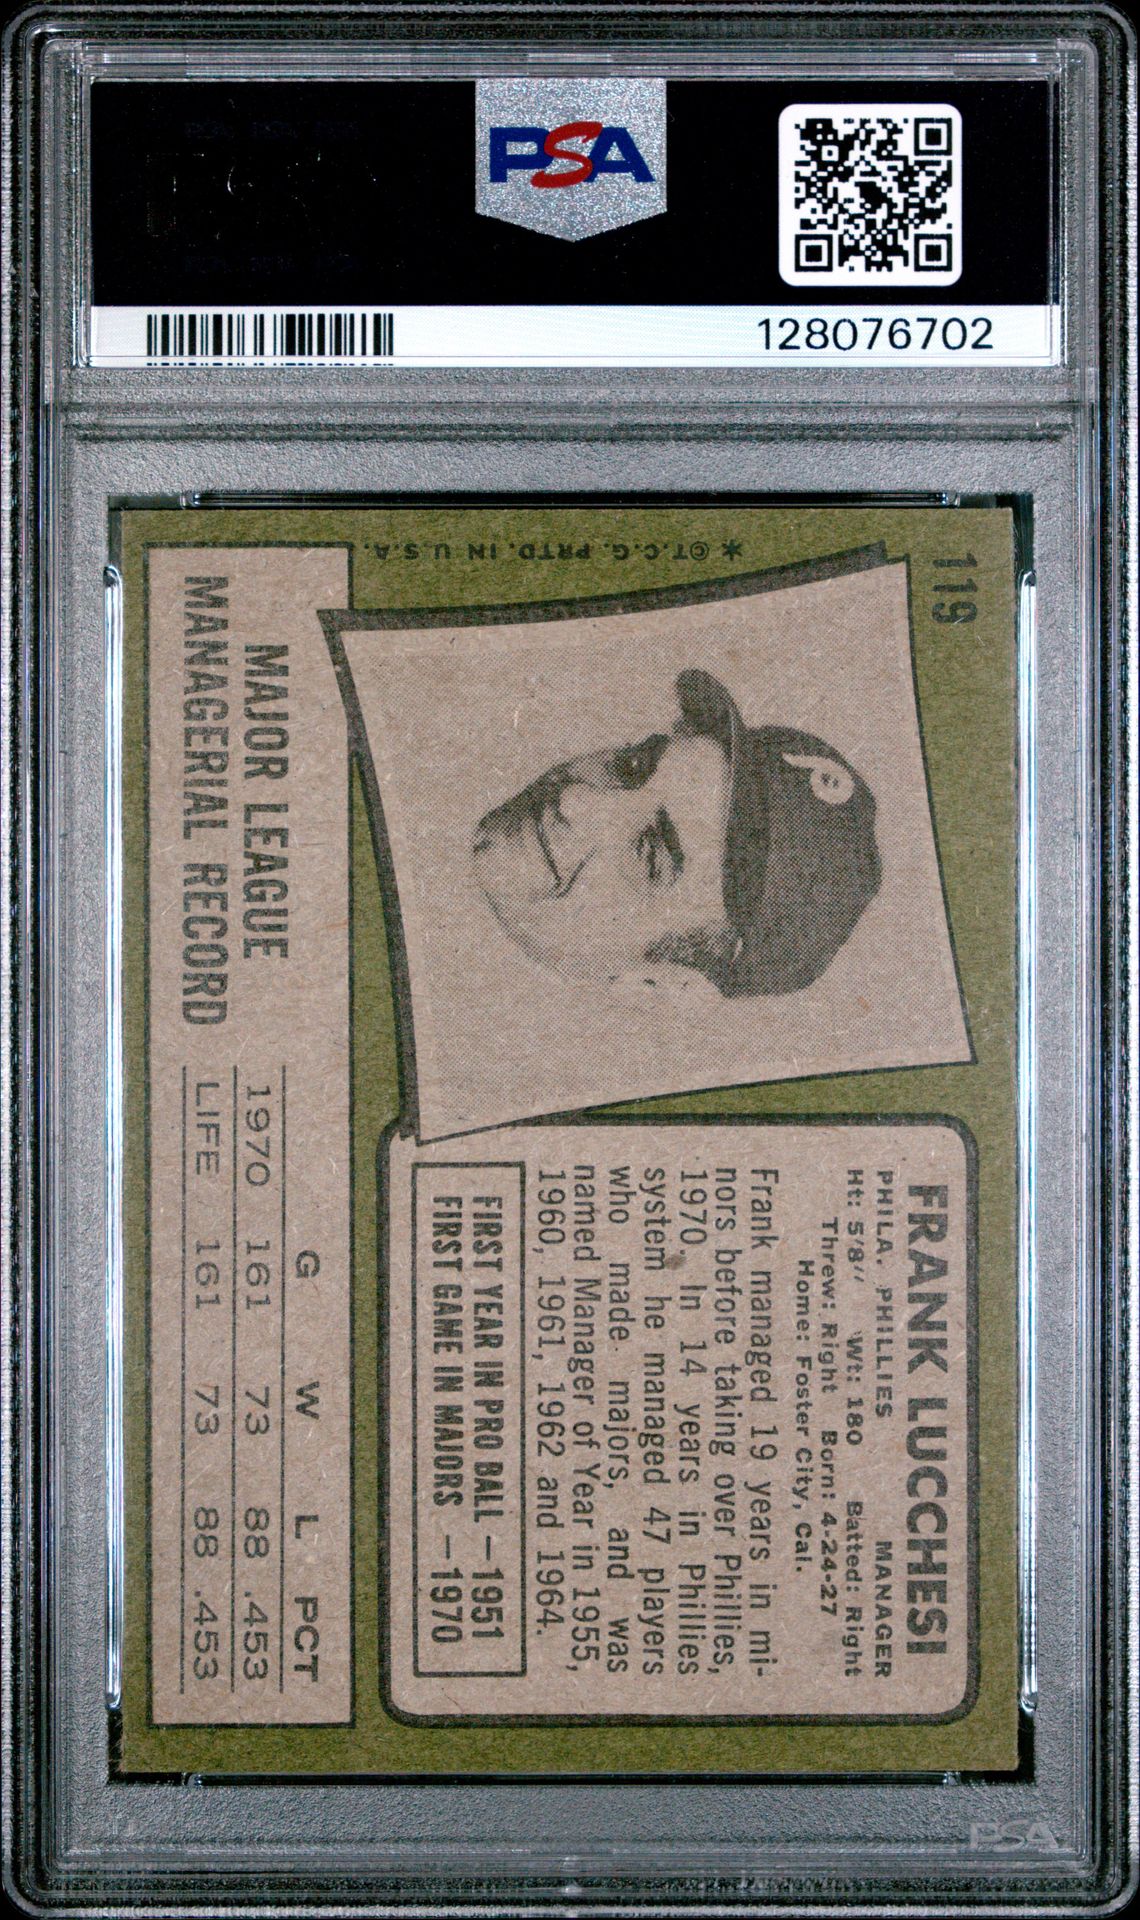 PSA
128076702
119
* © T.C.G. PRTD. IN U.S.A.
FRANK LUCCHESI
PHILA. PHILLIES MANAGER
Ht: 5'8" Wt: 180 Batted: Right
Threw: Right Born: 4-24-27
Home: Foster City, Cal.
Frank managed 19 years in mi-
nors before taking over Phillies,
1970. In 14 years in Phillies
system he managed 47 players
who made majors, and was
named Manager of Year in 1955,
1960, 1961, 1962 and 1964.
FIRST YEAR IN PRO BALL —1951
FIRST GAME IN MAJORS —1970
MAJOR LEAGUE
MANAGERIAL RECORD
G W L PCT
1970 161 73 88 .453
LIFE 161 73 88 .453
P
PSA